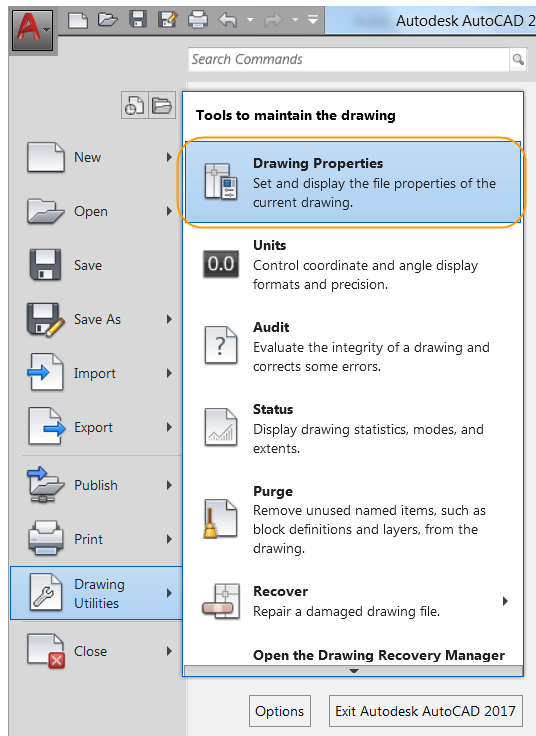 Autodesk AutoCAD 2
Search Commands
Tools to maintain the drawing
New
Open
Save
Save As
Import
Export
Publish
Print
Drawing
Utilities
Close
Drawing Properties
Set and display the file properties of the
current drawing.
Units
0.0
Control coordinate and angle display
formats and precision.
Audit
?
Evaluate the integrity of a drawing and
corrects some errors.
Status
Display drawing statistics, modes, and
extents.
Purge
Remove unused named items, such as
block definitions and layers, from the
drawing.
Recover
Repair a damaged drawing file.
Open the Drawing Recovery Manager
Options
Exit Autodesk AutoCAD 2017